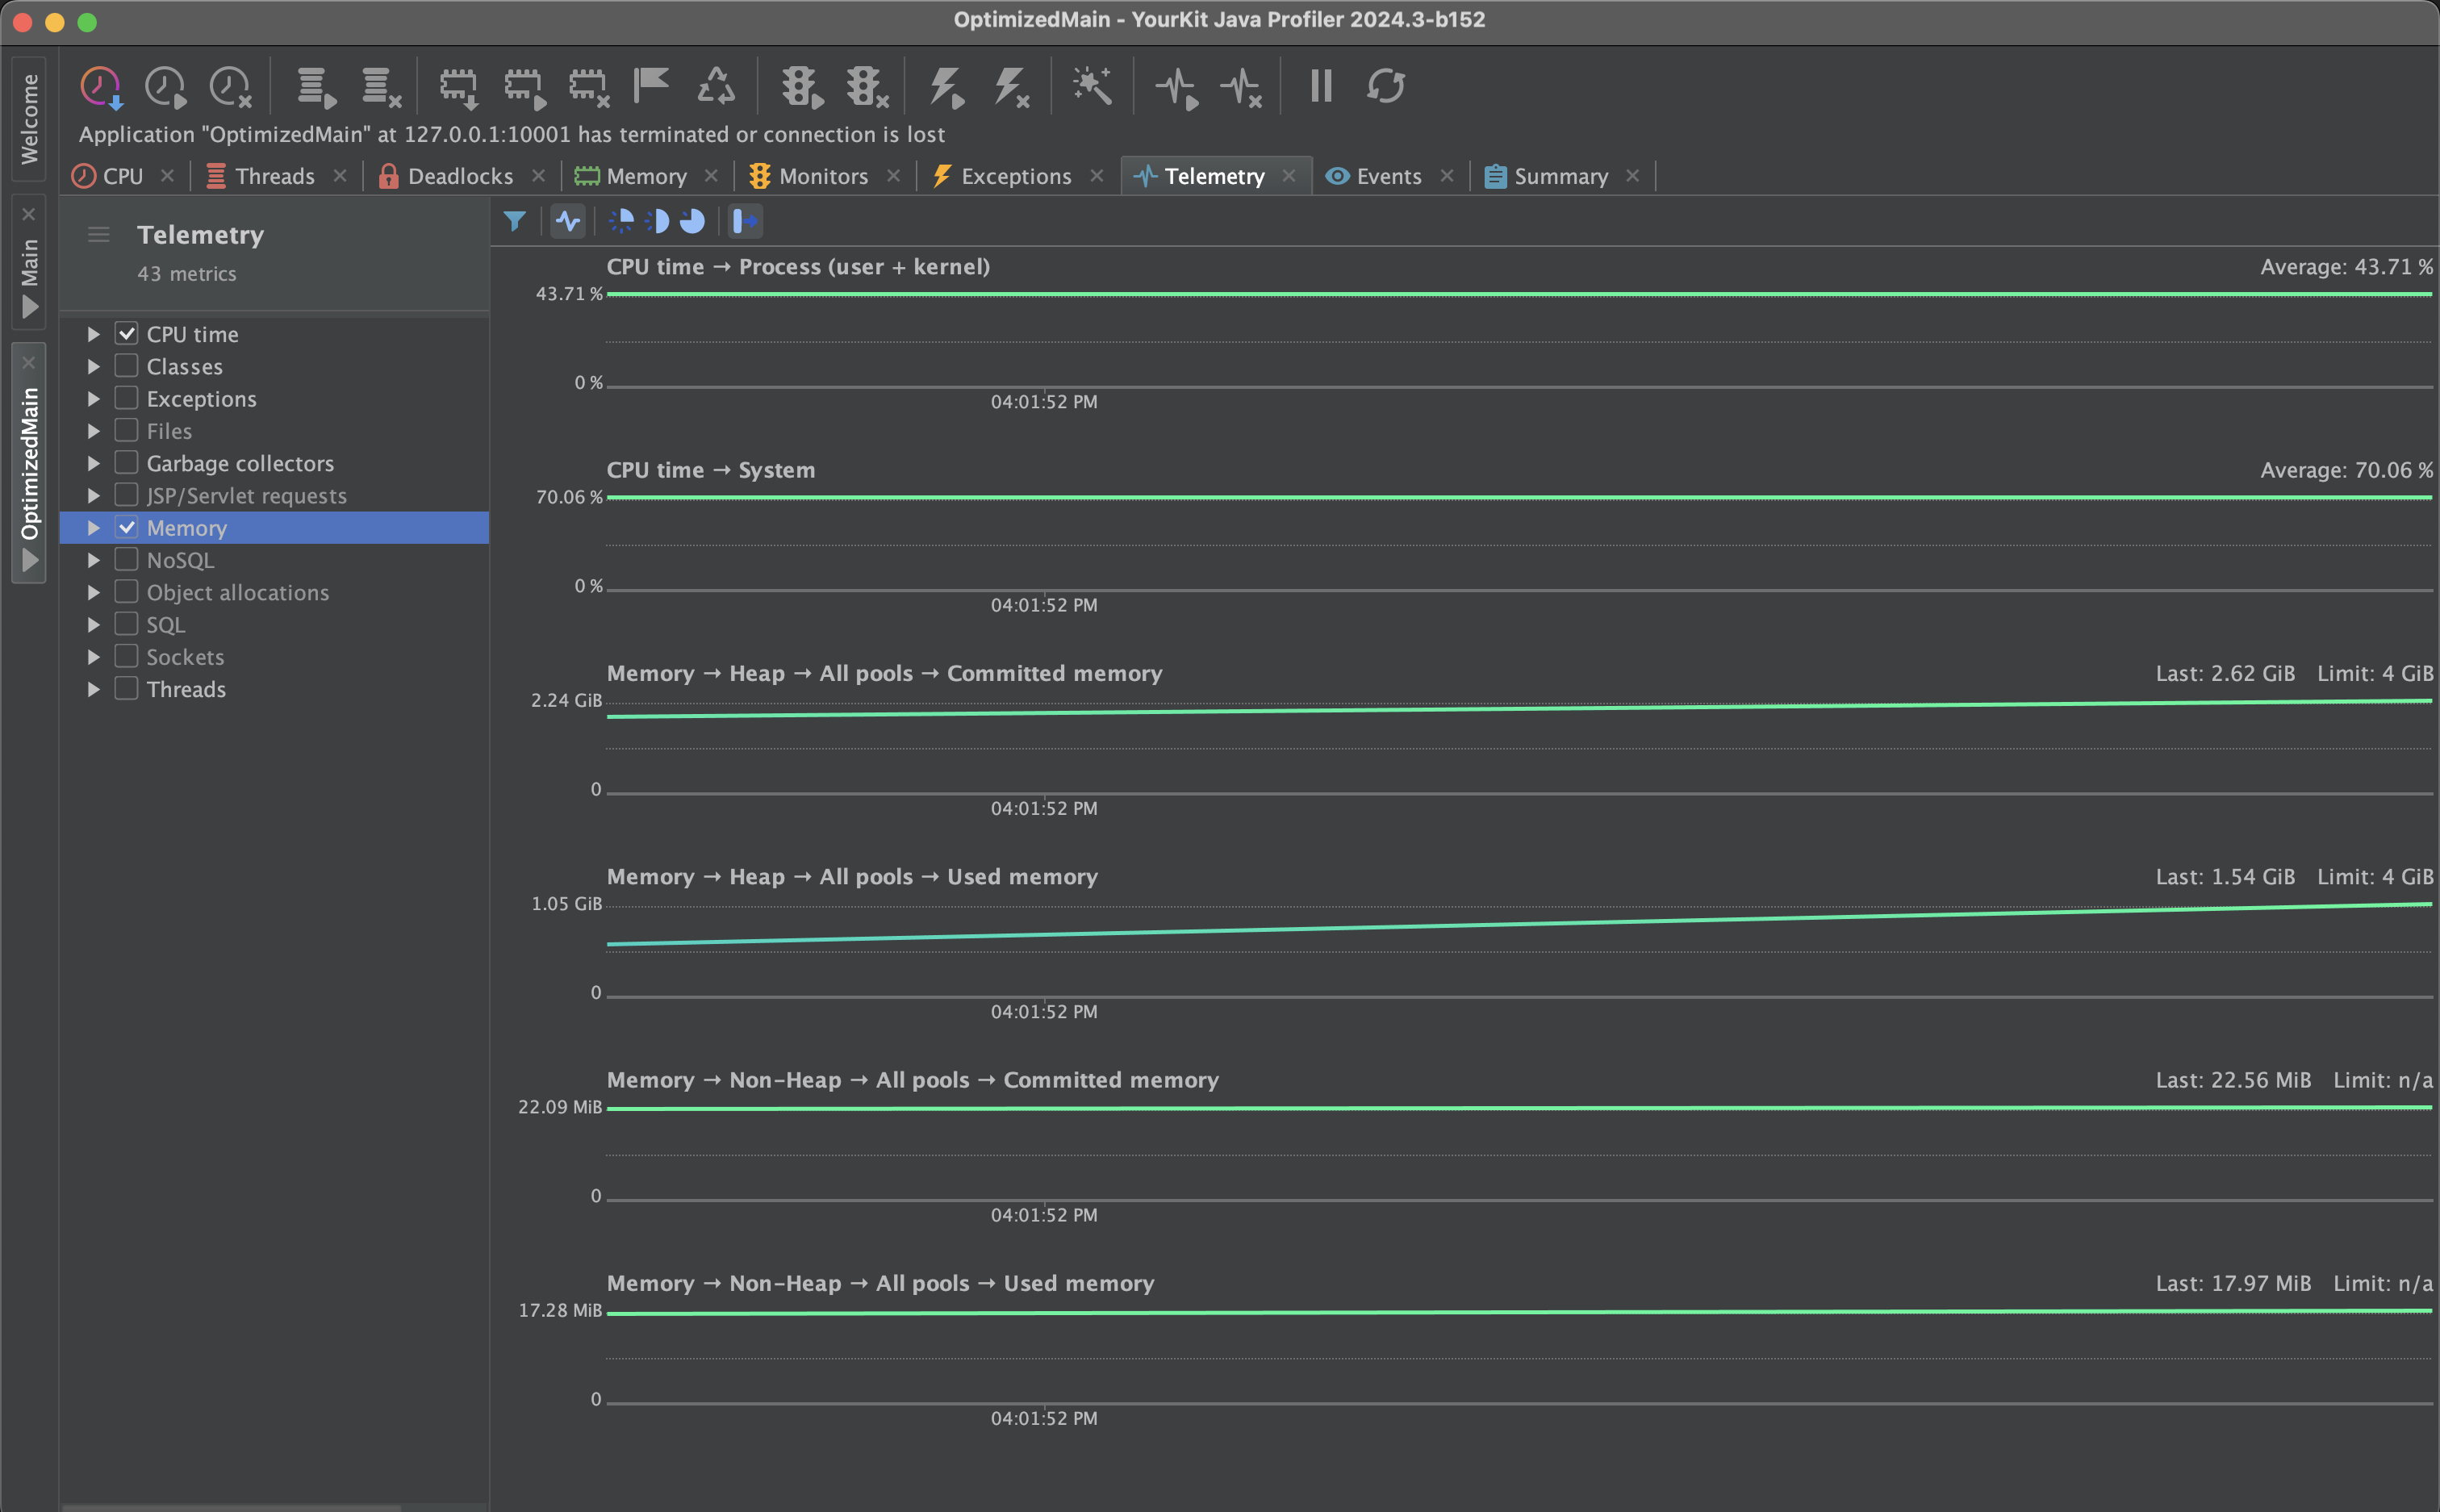 OptimizedMain - YourKit Java Profiler 2024.3-b152
Welcome
Main
OptimizedMain
Application "OptimizedMain" at 127.0.0.1:10001 has terminated or connection is lost
CPU Threads Deadlocks Memory Monitors Exceptions Telemetry Events Summary
Telemetry
43 metrics
CPU time
Classes
Exceptions
Files
Garbage collectors
JSP/Servlet requests
Memory
NoSQL
Object allocations
SQL
Sockets
Threads
CPU time → Process (user + kernel) Average: 43.71 %
43.71 %
0 %
04:01:52 PM
CPU time → System Average: 70.06 %
70.06 %
0 %
04:01:52 PM
Memory → Heap → All pools → Committed memory Last: 2.62 GiB Limit: 4 GiB
2.24 GiB
0
04:01:52 PM
Memory → Heap → All pools → Used memory Last: 1.54 GiB Limit: 4 GiB
1.05 GiB
0
04:01:52 PM
Memory → Non-Heap → All pools → Committed memory Last: 22.56 MiB Limit: n/a
22.09 MiB
0
04:01:52 PM
Memory → Non-Heap → All pools → Used memory Last: 17.97 MiB Limit: n/a
17.28 MiB
0
04:01:52 PM